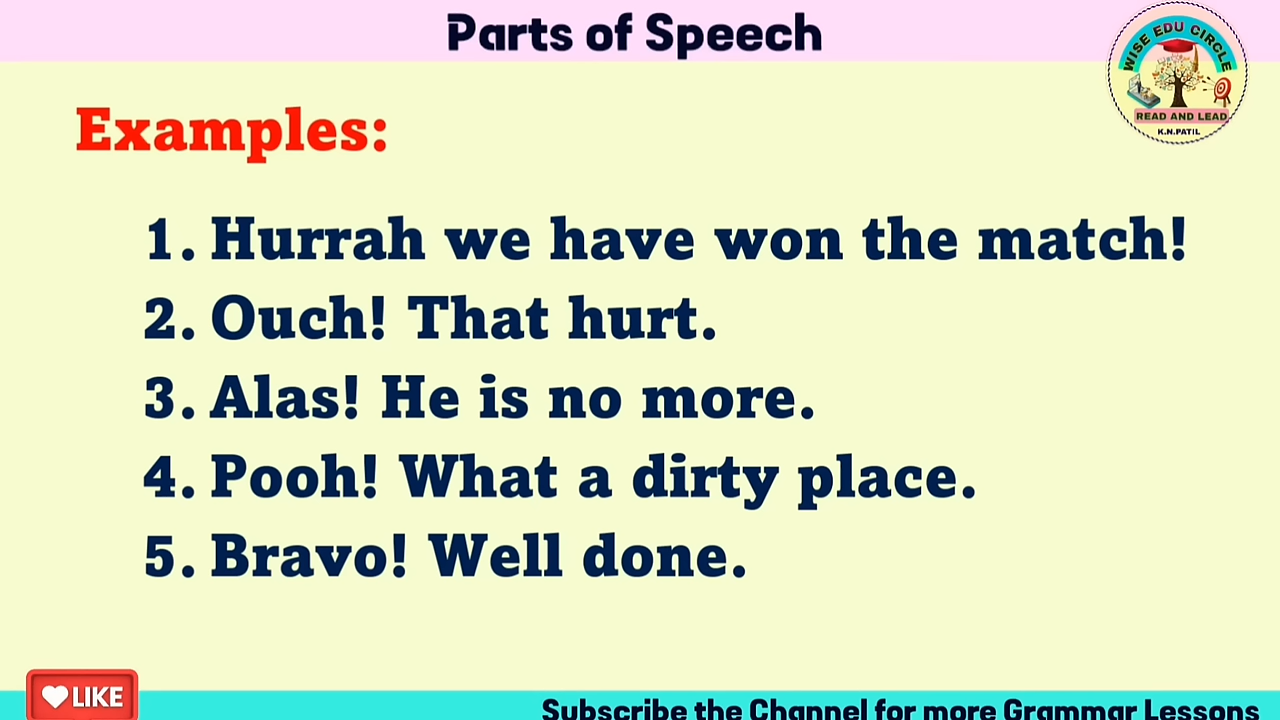 Parts of Speech
WISE EDU CIRCLE
READ AND LEAD
K.N.PATIL
Examples:
1. Hurrah we have won the match!
2. Ouch! That hurt.
3. Alas! He is no more.
4. Pooh! What a dirty place.
5. Bravo! Well done.
LIKE
Subscribe the Channel for more Grammar Lessons